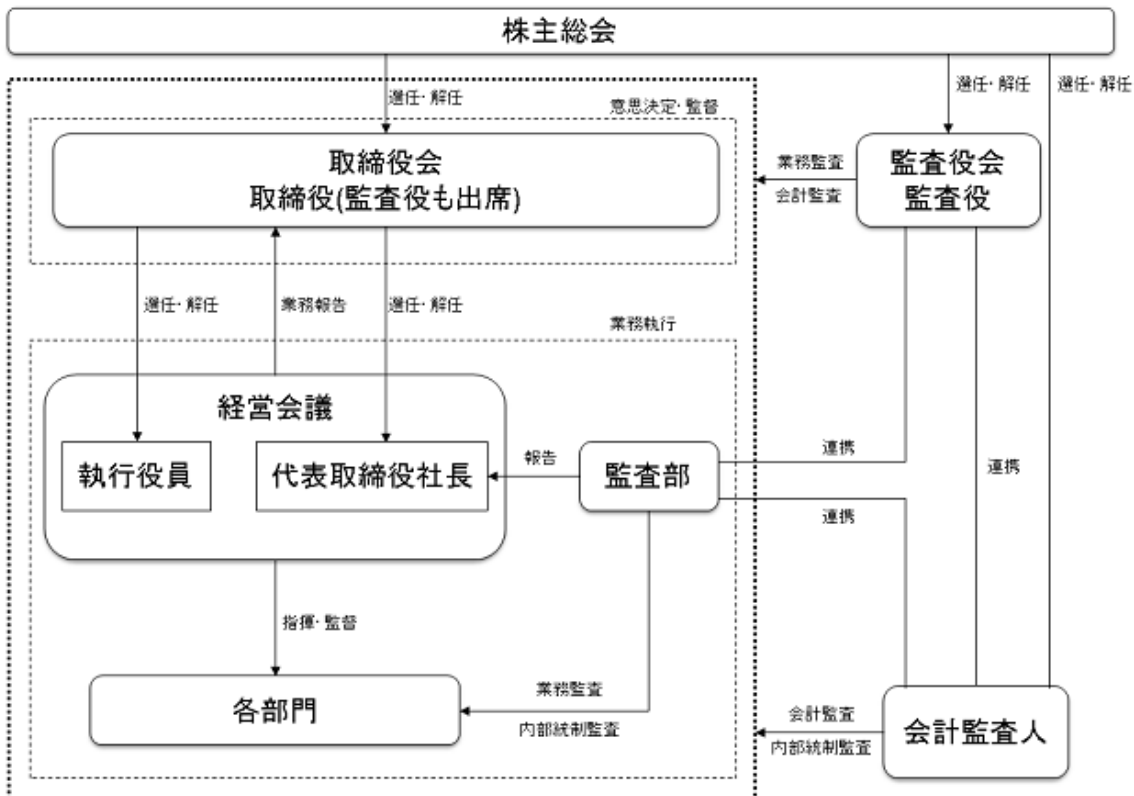 株主総会
選任・解任
選任・解任
選任・解任
意思決定・監督
取締役会
取締役(監査役も出席)
業務監査
会計監査
監査役会
監査役
選任・解任
業務報告
選任・解任
業務執行
経営会議
執行役員
代表取締役社長
報告
監査部
連携
連携
連携
指揮・監督
各部門
業務監査
内部統制監査
会計監査
内部統制監査
会計監査人